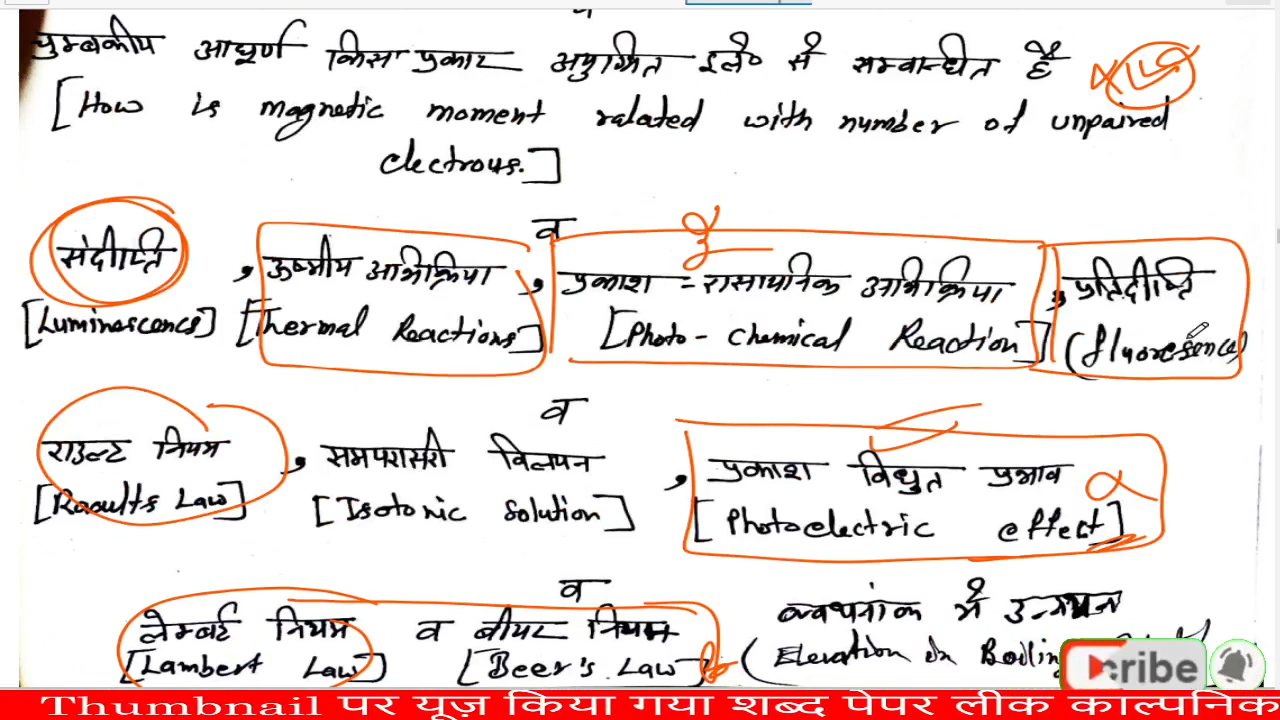 व
चुम्बकीय आघूर्ण किस प्रकार अयुग्मित इले० से सम्बान्धित है
[How is magnetic moment ralated with number of unpaired
electrons.]
व
संदीप्ति , ऊष्मीय अभिक्रिया , प्रकाश - रासायनिक अभिक्रिया , प्रतिदीप्ति
[Luminescence] [Thermal Reactions] [Photo - chemical Reaction] (fluoresence)
व
राउल्ट नियम , समपरासरी विलयन , प्रकाश विधुत प्रभाव
[Raoults Law] [Isotonic Solution] [Photoelectric effect]
व
लेम्बर्ट नियम व बीयर नियम क्वथनांक में उन्नयन
[Lambert Law] [Beer's Law] (Elevation in Boiling
cribe
Thumbnail पर यूज़ किया गया शब्द पेपर लीक काल्पनिक